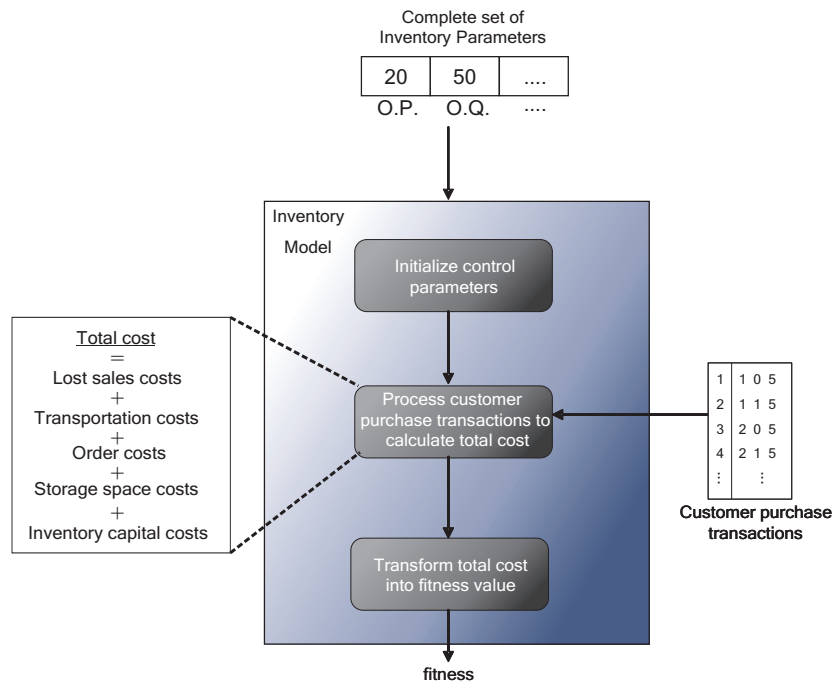 Complete set of
Inventory Parameters
20 50 ....
O.P. O.Q. ....
Inventory
Model
Initialize control
parameters
Total cost
=
Lost sales costs
+
Transportation costs
+
Order costs
+
Storage space costs
+
Inventory capital costs
Process customer
purchase transactions to
calculate total cost
1 1 0 5
2 1 1 5
3 2 0 5
4 2 1 5
⋮ ⋮
Customer purchase
transactions
Transform total cost
into fitness value
fitness